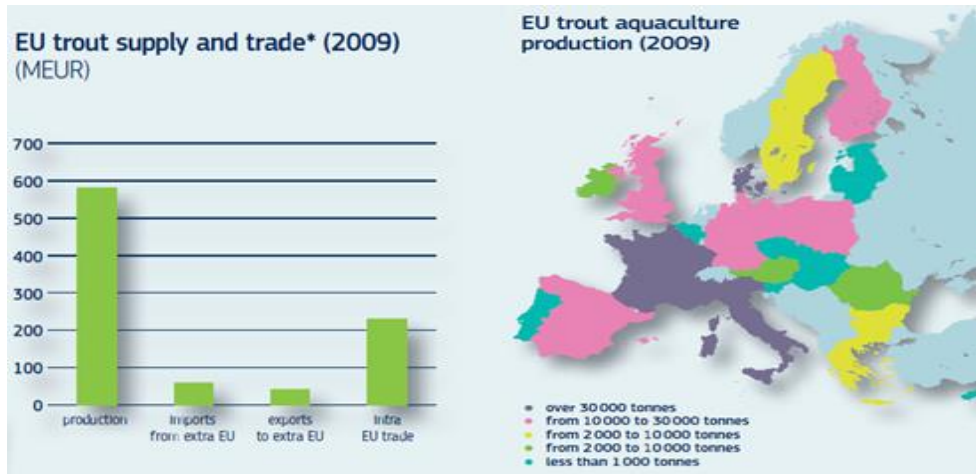 EU trout supply and trade* (2009)
(MEUR)
700
600
500
400
300
200
100
0
production
imports
from extra EU
exports
to extra EU
intra
EU trade
EU trout aquaculture
production (2009)
over 30 000 tonnes
from 10 000 to 30 000 tonnes
from 2 000 to 10 000 tonnes
from 2 000 to 10 000 tonnes
less than 1 000 tonnes